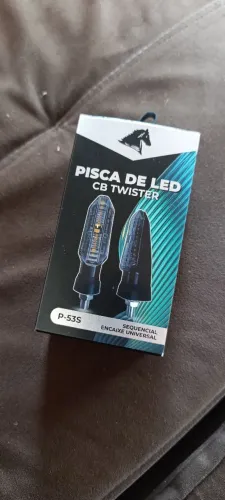 PISCA DE LED
CB TWISTER
P-53S
SEQUENCIAL
ENCAIXE UNIVERSAL